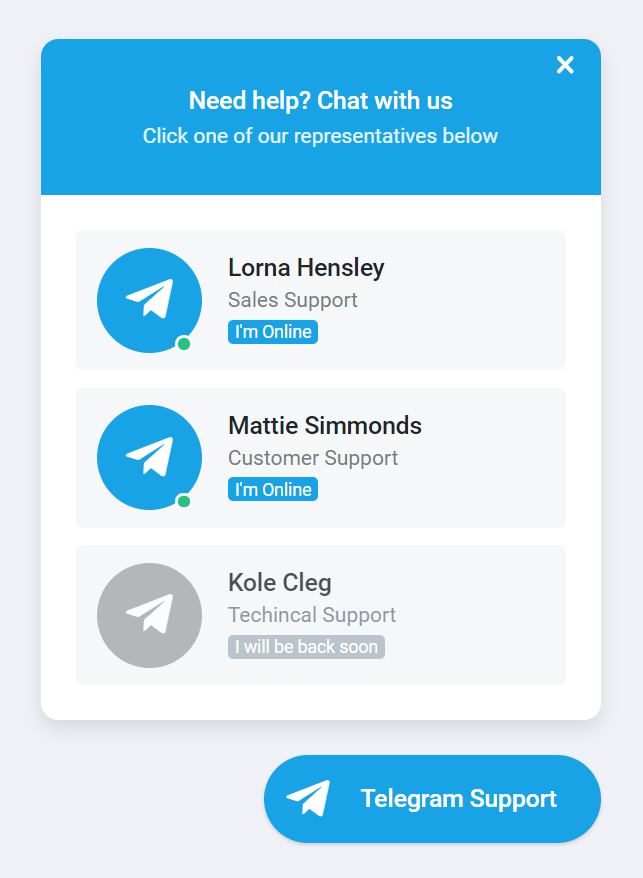 Need help? Chat with us
Click one of our representatives below
Lorna Hensley
Sales Support
I'm Online
Mattie Simmonds
Customer Support
I'm Online
Kole Cleg
Techincal Support
I will be back soon
Telegram Support